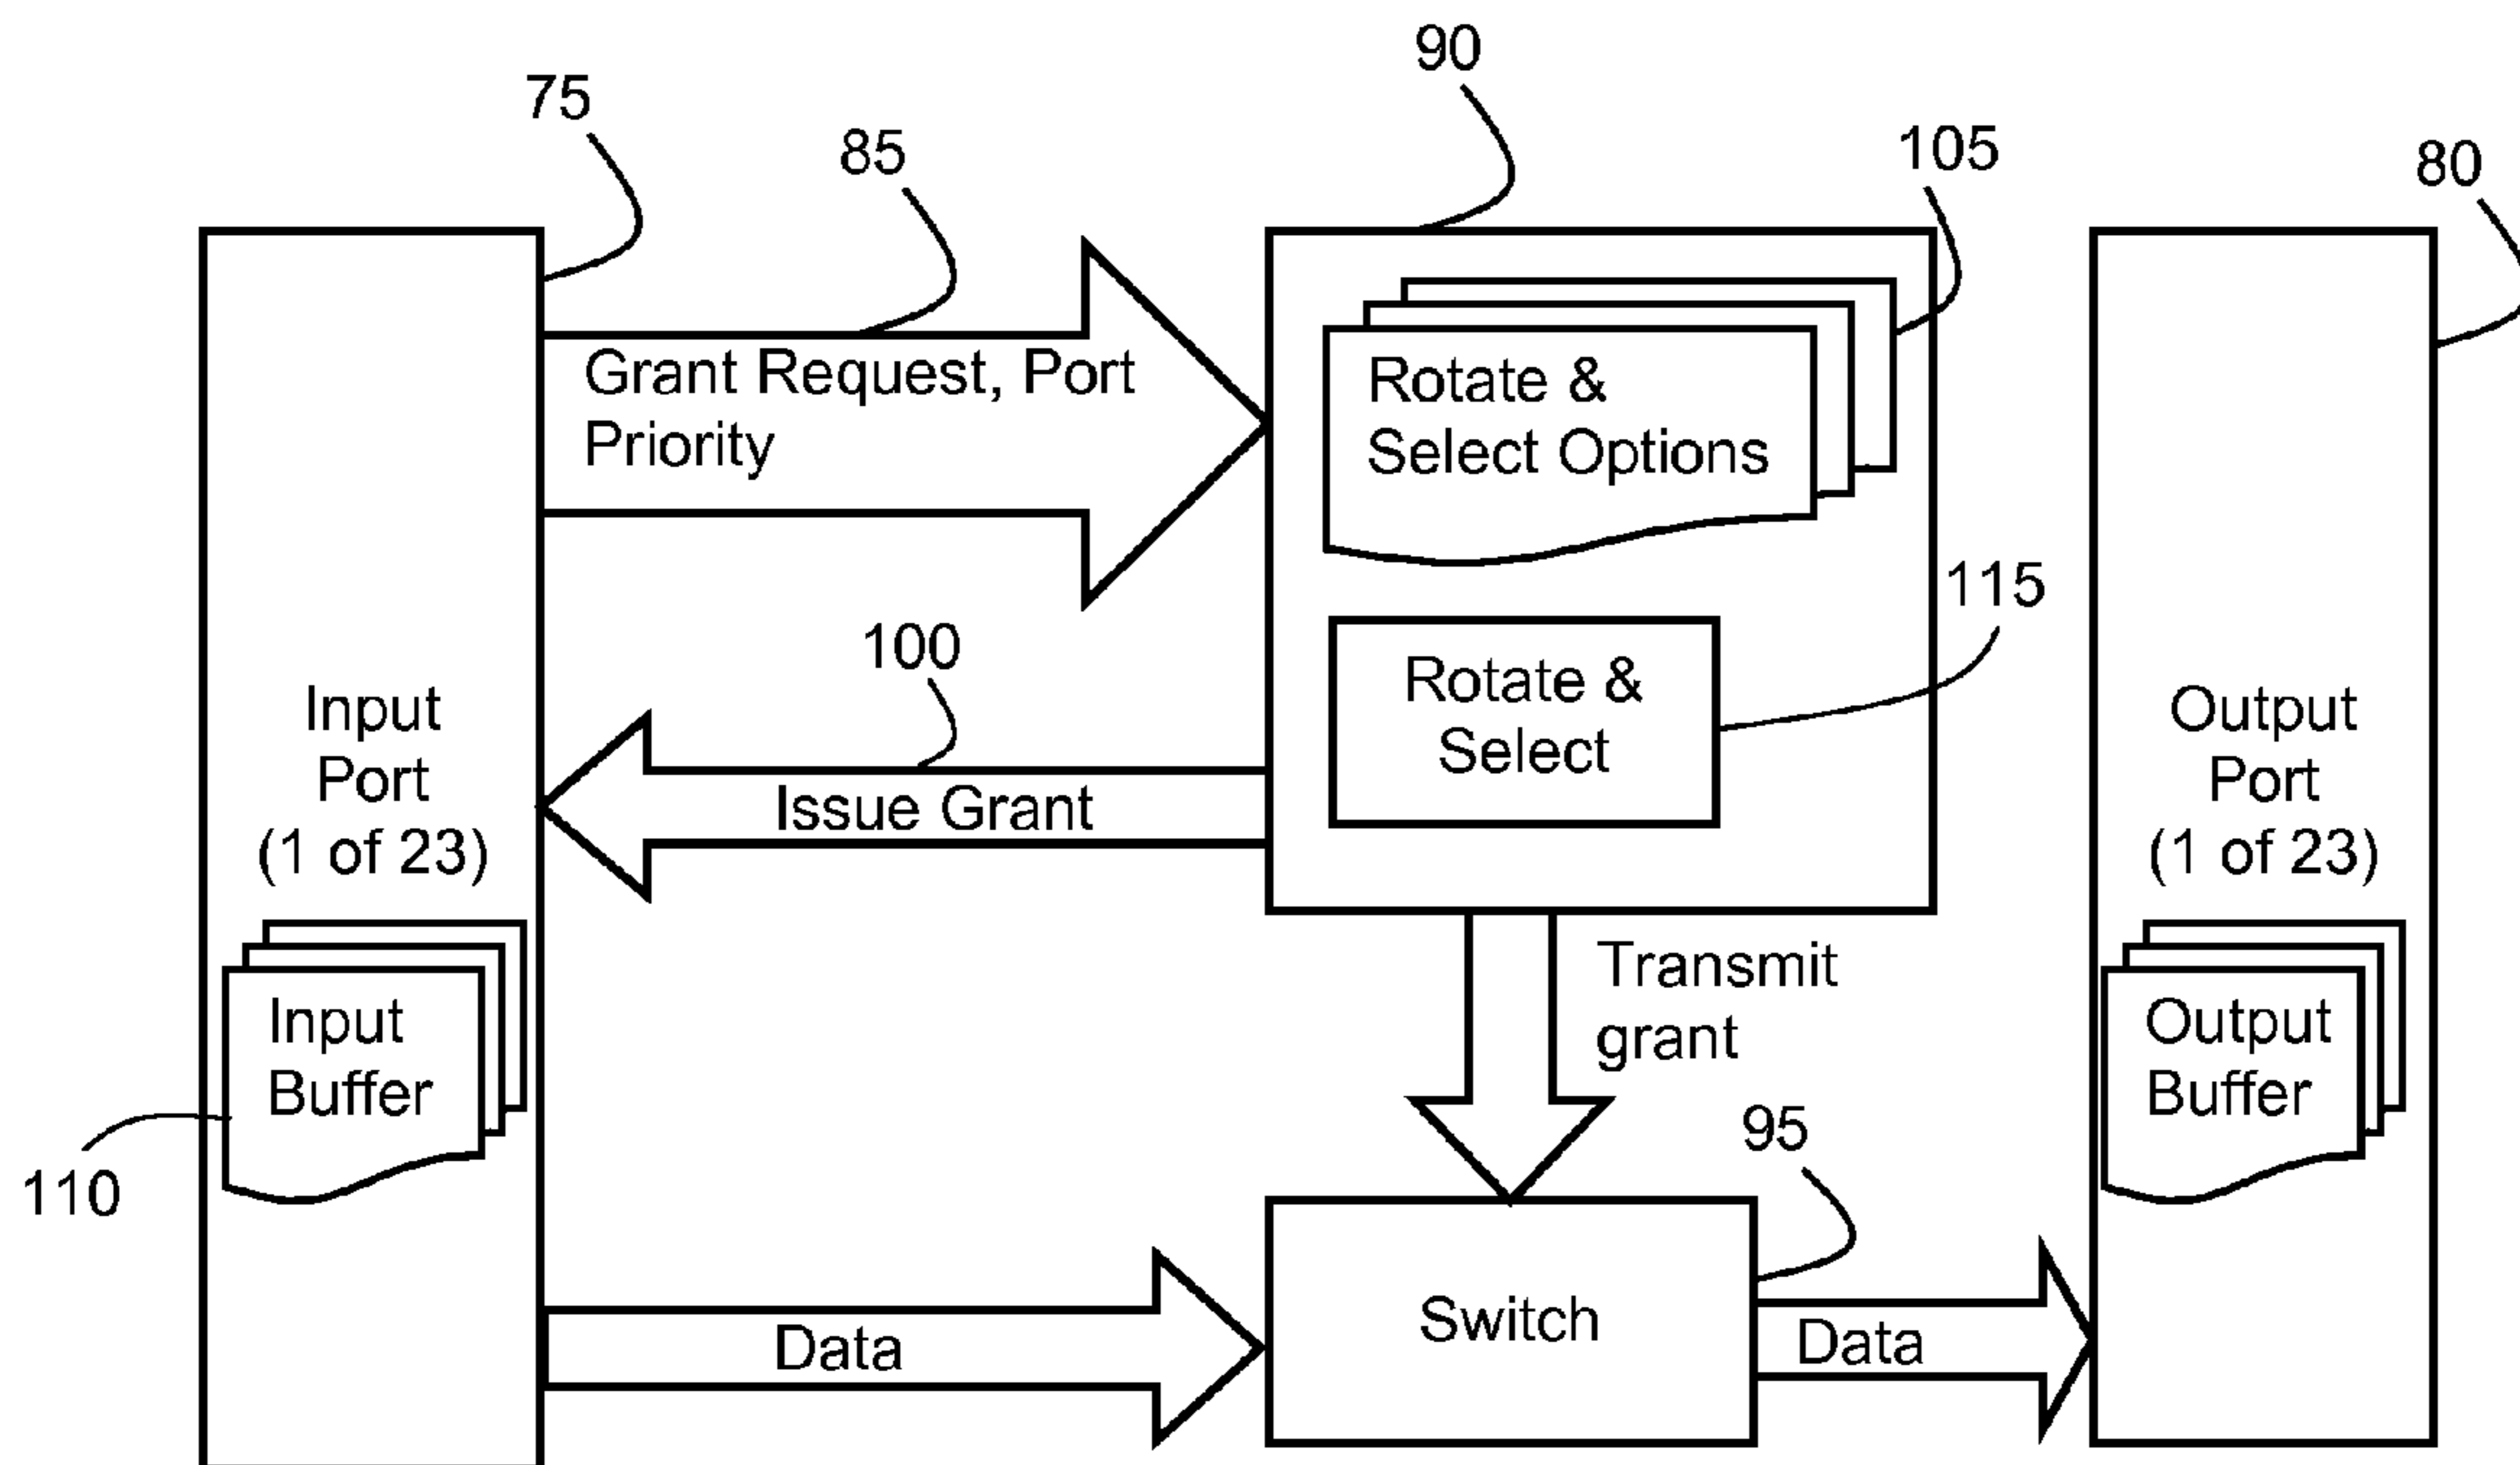 90
75
85
105
80
Grant Request, Port
Priority
Rotate &
Select Options
115
100
Rotate &
Select
Input
Port
(1 of 23)
Issue Grant
Output
Port
(1 of 23)
Transmit
grant
Input
Buffer
Output
Buffer
95
110
Switch
Data
Data